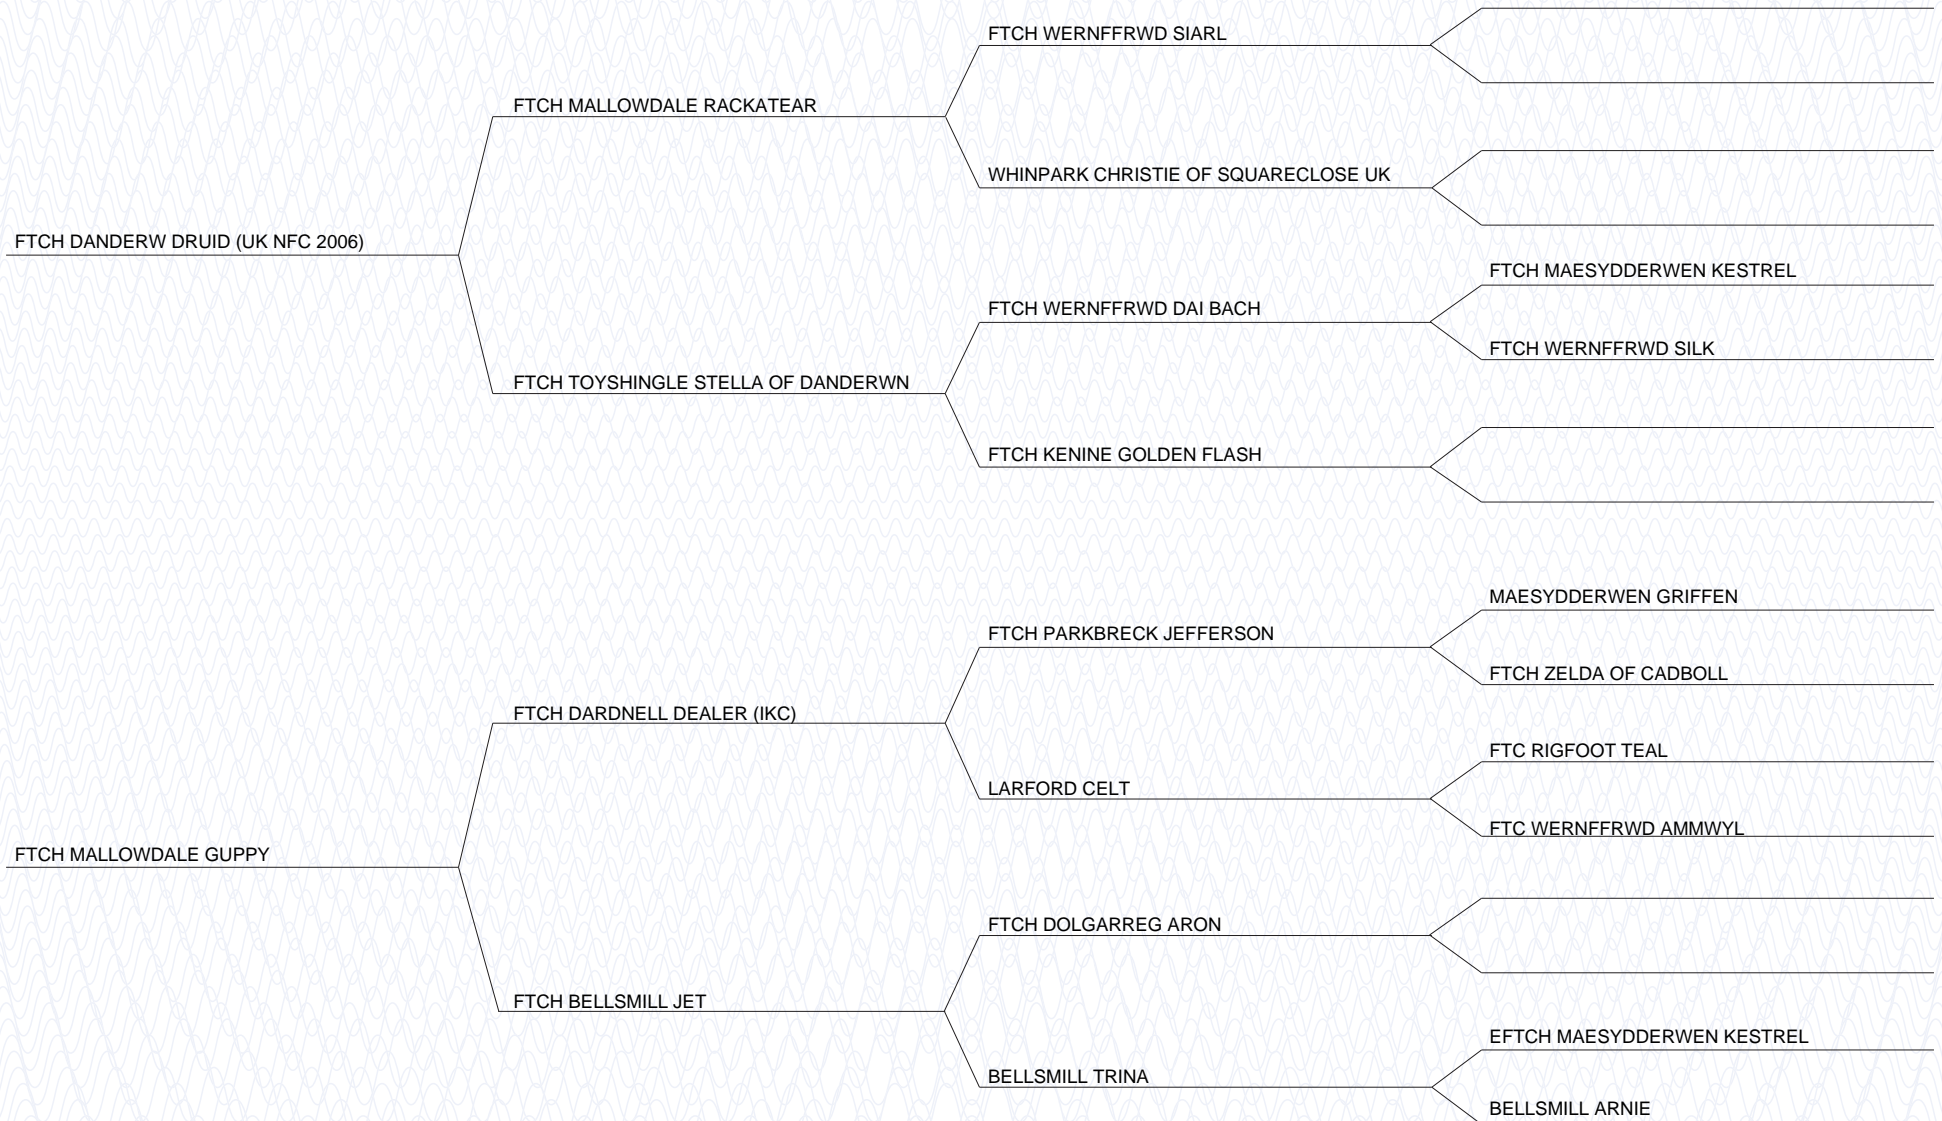 FTCH WERNFFRWD SIARL
FTCH MALLOWDALE RACKATEAR
WHINPARK CHRISTIE OF SQUARECLOSE UK
FTCH DANDERW DRUID (UK NFC 2006)
FTCH MAESYDDERWEN KESTREL
FTCH WERNFFRWD DAI BACH
FTCH WERNFFRWD SILK
FTCH TOYSHINGLE STELLA OF DANDERWN
FTCH KENINE GOLDEN FLASH
MAESYDDERWEN GRIFFEN
FTCH PARKBRECK JEFFERSON
FTCH ZELDA OF CADBOLL
FTCH DARDNELL DEALER (IKC)
FTC RIGFOOT TEAL
LARFORD CELT
FTC WERNFFRWD AMMWYL
FTCH MALLOWDALE GUPPY
FTCH DOLGARREG ARON
FTCH BELLSMILL JET
EFTCH MAESYDDERWEN KESTREL
BELLSMILL TRINA
BELLSMILL ARNIE